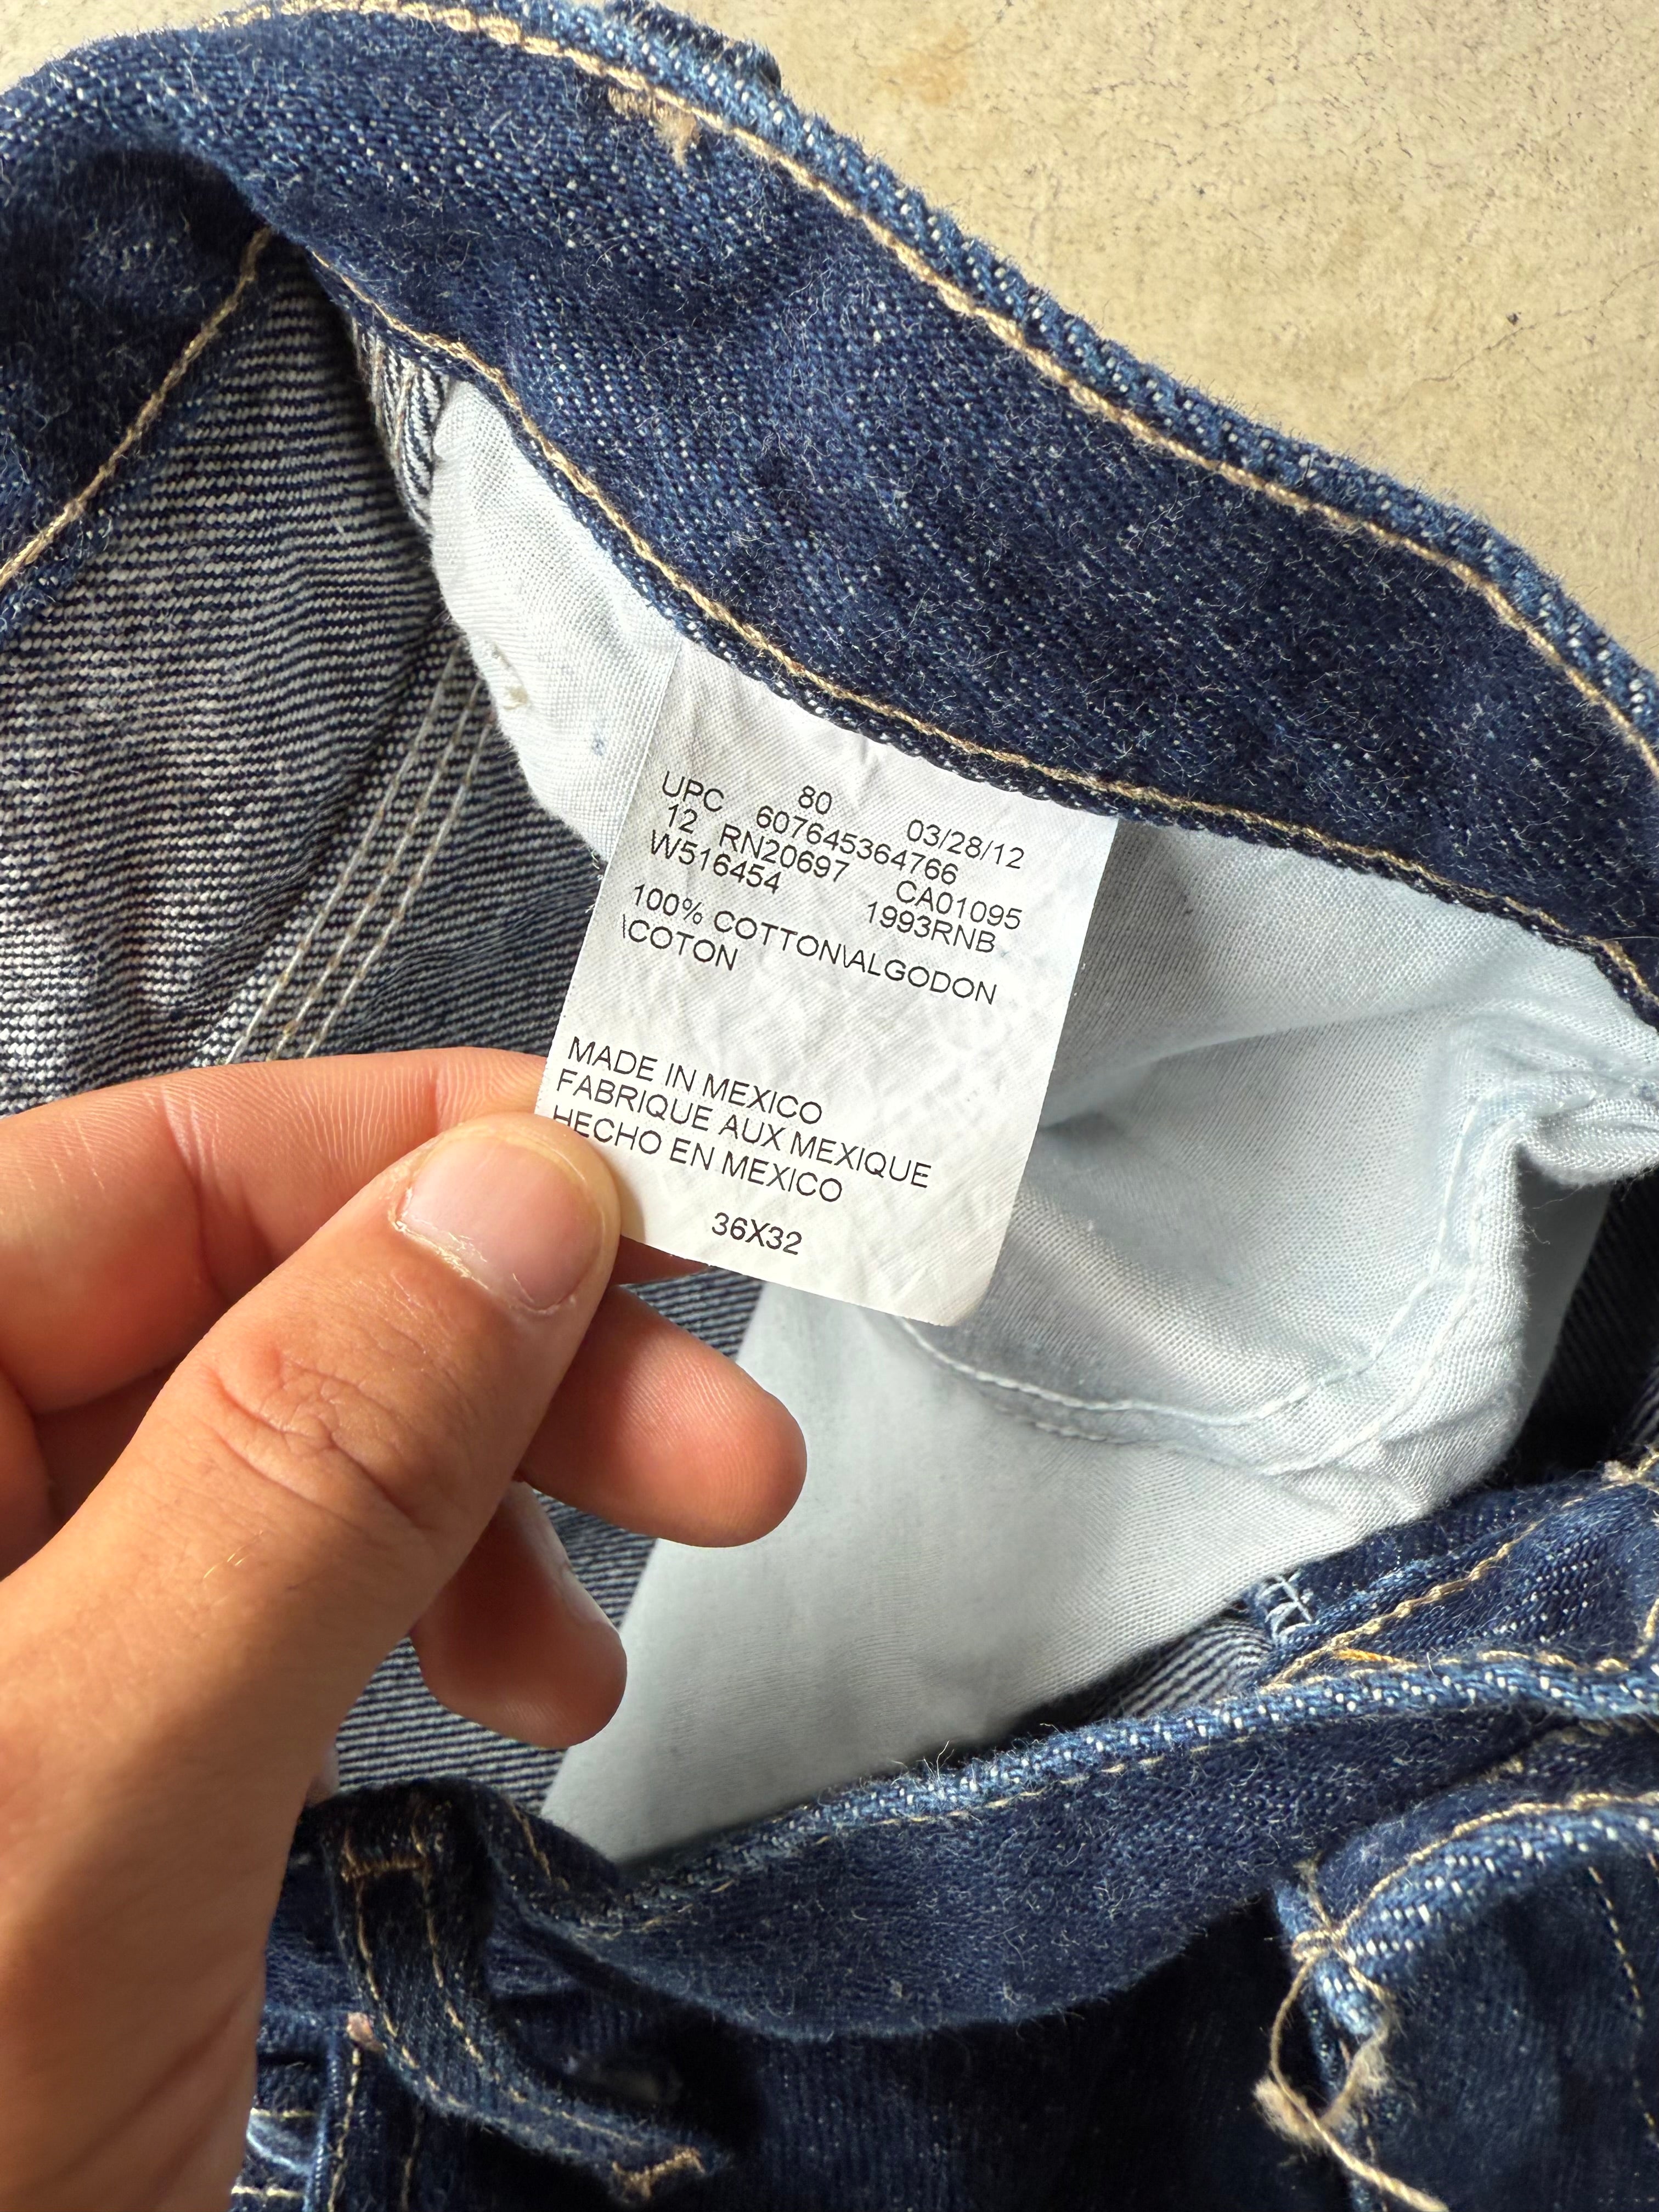 80 03/28/12
UPC 607645364766
12 RN20697 CA01095
W516454 1993RNB
100% COTTON\ALGODON
\COTON
MADE IN MEXICO
FABRIQUE AUX MEXIQUE
HECHO EN MEXICO
36X32